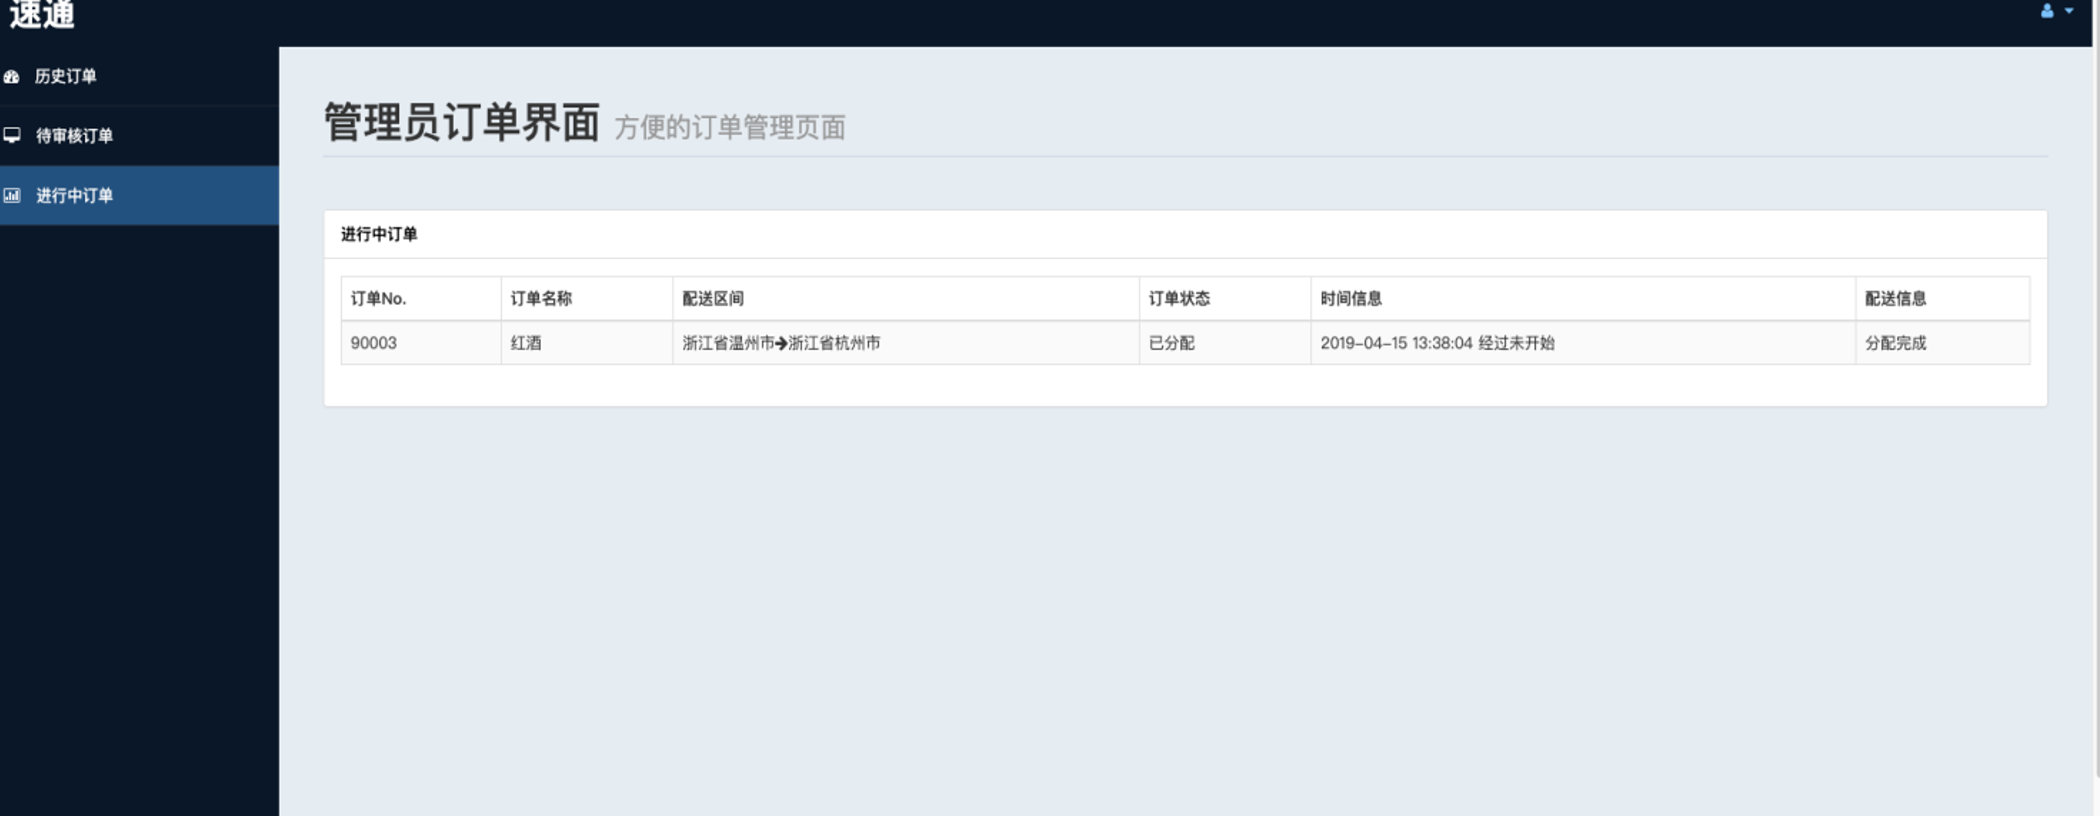 速通
历史订单
待审核订单
进行中订单
管理员订单界面 方便的订单管理页面
进行中订单
订单No. 订单名称 配送区间 订单状态 时间信息 配送信息
90003 红酒 浙江省温州市→浙江省杭州市 已分配 2019-04-15 13:38:04 经过未开始 分配完成